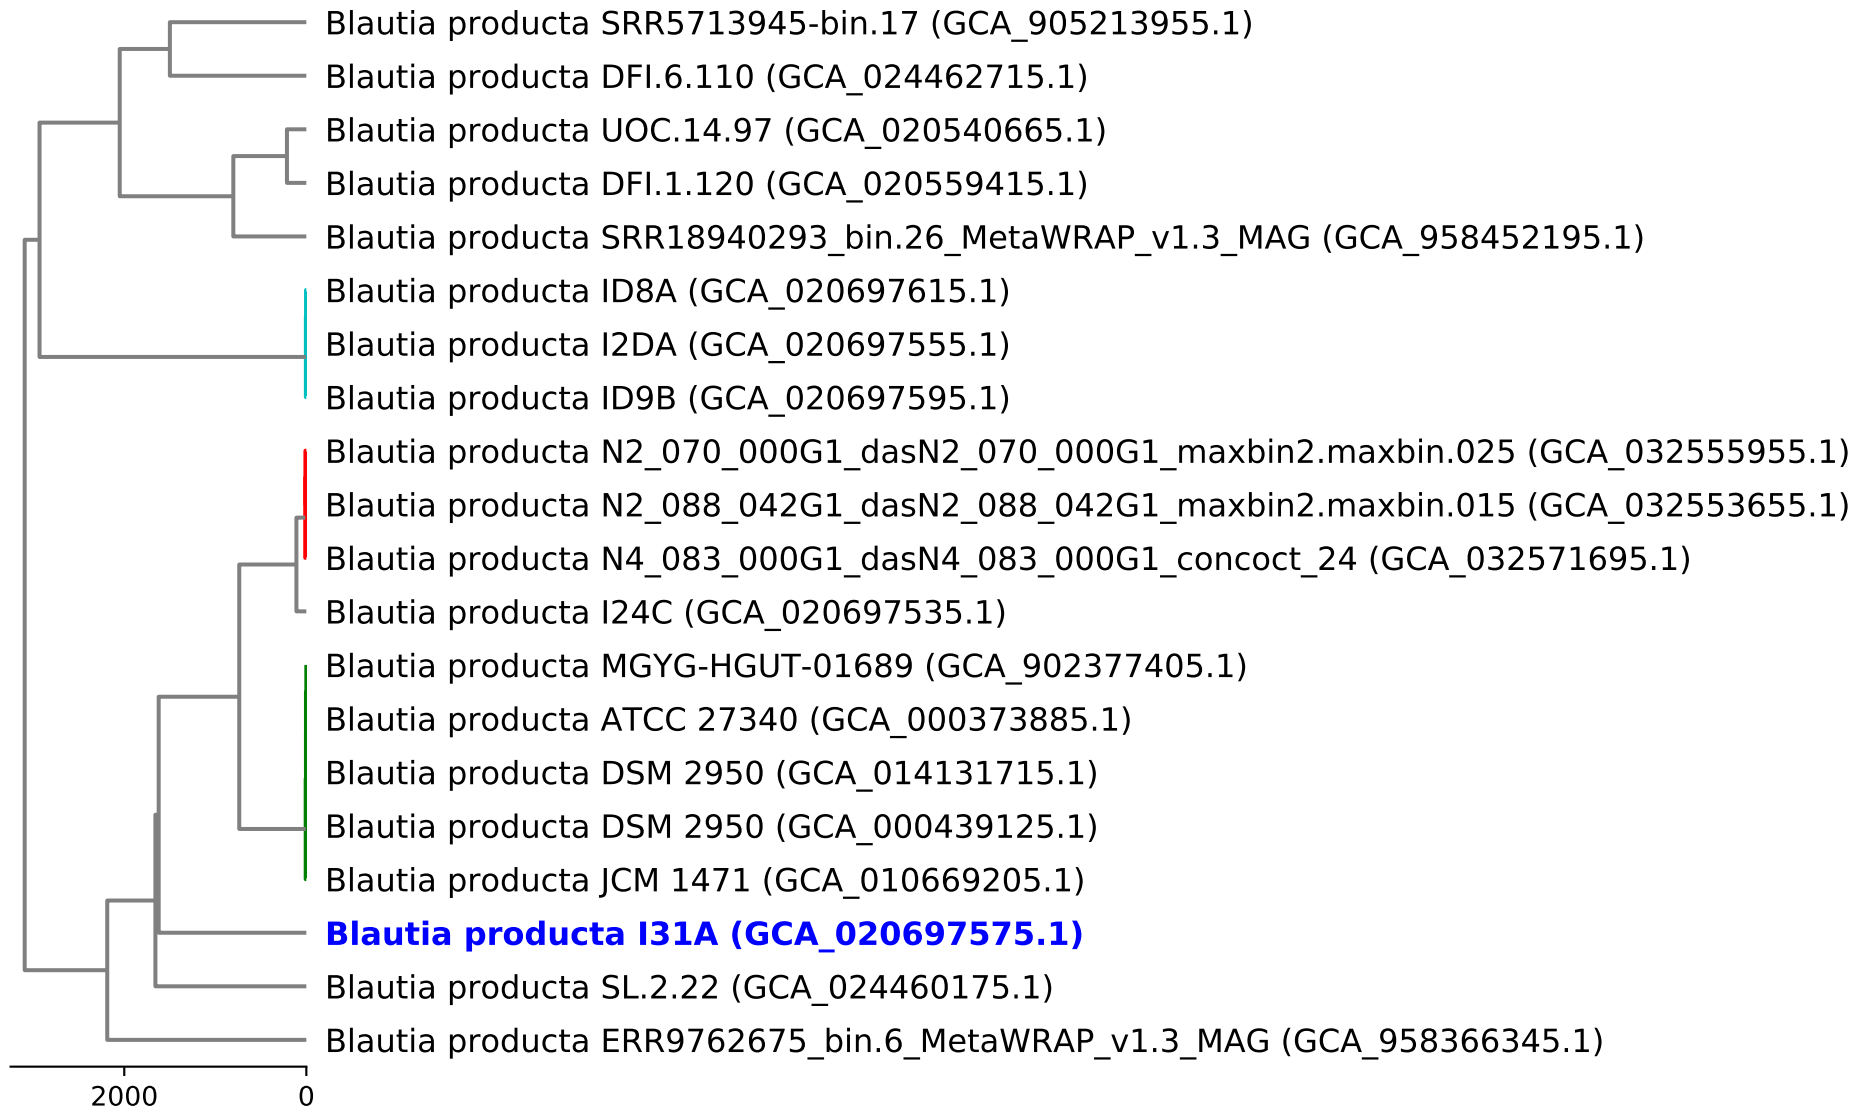 Blautia producta SRR5713945-bin.17 (GCA_905213955.1)
Blautia producta DFI.6.110 (GCA_024462715.1)
Blautia producta UOC.14.97 (GCA_020540665.1)
Blautia producta DFI.1.120 (GCA_020559415.1)
Blautia producta SRR18940293_bin.26_MetaWRAP_v1.3_MAG (GCA_958452195.1)
Blautia producta ID8A (GCA_020697615.1)
Blautia producta I2DA (GCA_020697555.1)
Blautia producta ID9B (GCA_020697595.1)
Blautia producta N2_070_000G1_dasN2_070_000G1_maxbin2.maxbin.025 (GCA_032555955.1)
Blautia producta N2_088_042G1_dasN2_088_042G1_maxbin2.maxbin.015 (GCA_032553655.1)
Blautia producta N4_083_000G1_dasN4_083_000G1_concoct_24 (GCA_032571695.1)
Blautia producta I24C (GCA_020697535.1)
Blautia producta MGYG-HGUT-01689 (GCA_902377405.1)
Blautia producta ATCC 27340 (GCA_000373885.1)
Blautia producta DSM 2950 (GCA_014131715.1)
Blautia producta DSM 2950 (GCA_000439125.1)
Blautia producta JCM 1471 (GCA_010669205.1)
Blautia producta I31A (GCA_020697575.1)
Blautia producta SL.2.22 (GCA_024460175.1)
Blautia producta ERR9762675_bin.6_MetaWRAP_v1.3_MAG (GCA_958366345.1)
2000 0